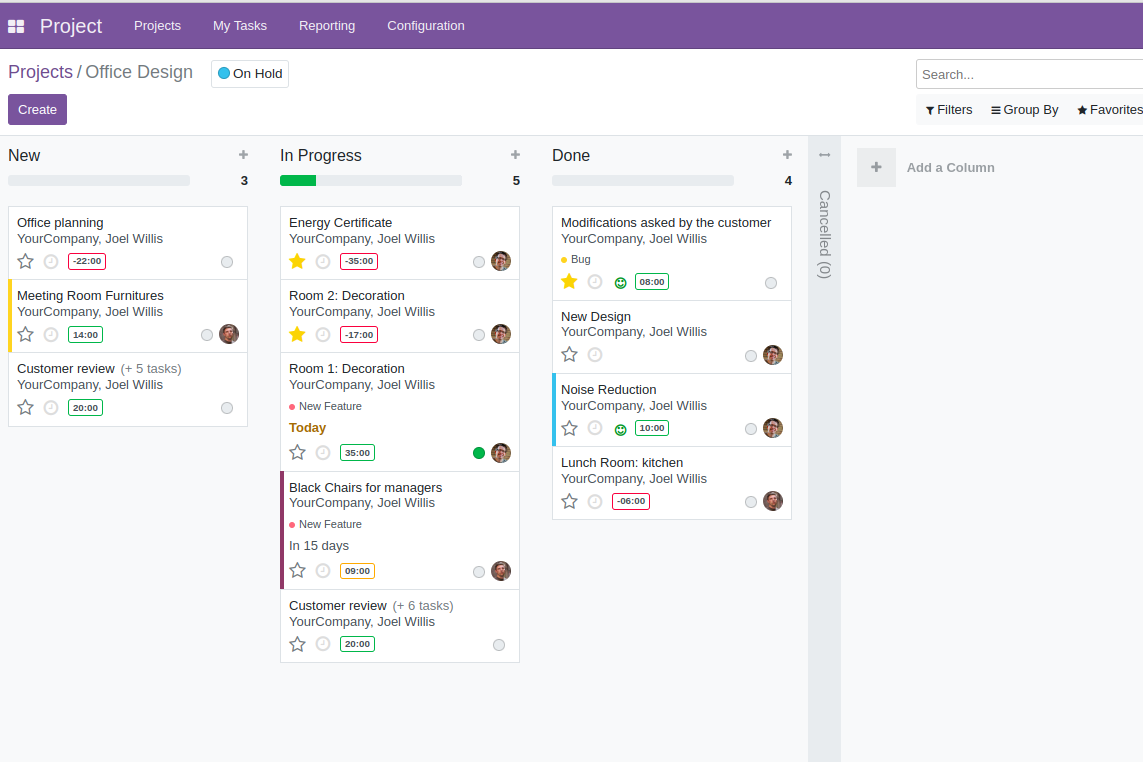 Project
Projects
My Tasks
Reporting
Configuration
Projects / Office Design
On Hold
Search...
Create
Filters
Group By
Favorites
New
3
Office planning
YourCompany, Joel Willis
-22:00
Meeting Room Furnitures
YourCompany, Joel Willis
14:00
Customer review (+ 5 tasks)
YourCompany, Joel Willis
20:00
In Progress
5
Energy Certificate
YourCompany, Joel Willis
-35:00
Room 2: Decoration
YourCompany, Joel Willis
-17:00
Room 1: Decoration
YourCompany, Joel Willis
New Feature
Today
35:00
Black Chairs for managers
YourCompany, Joel Willis
New Feature
In 15 days
09:00
Customer review (+ 6 tasks)
YourCompany, Joel Willis
20:00
Done
4
Modifications asked by the customer
YourCompany, Joel Willis
Bug
08:00
New Design
YourCompany, Joel Willis
Noise Reduction
YourCompany, Joel Willis
10:00
Lunch Room: kitchen
YourCompany, Joel Willis
-06:00
Cancelled (0)
Add a Column